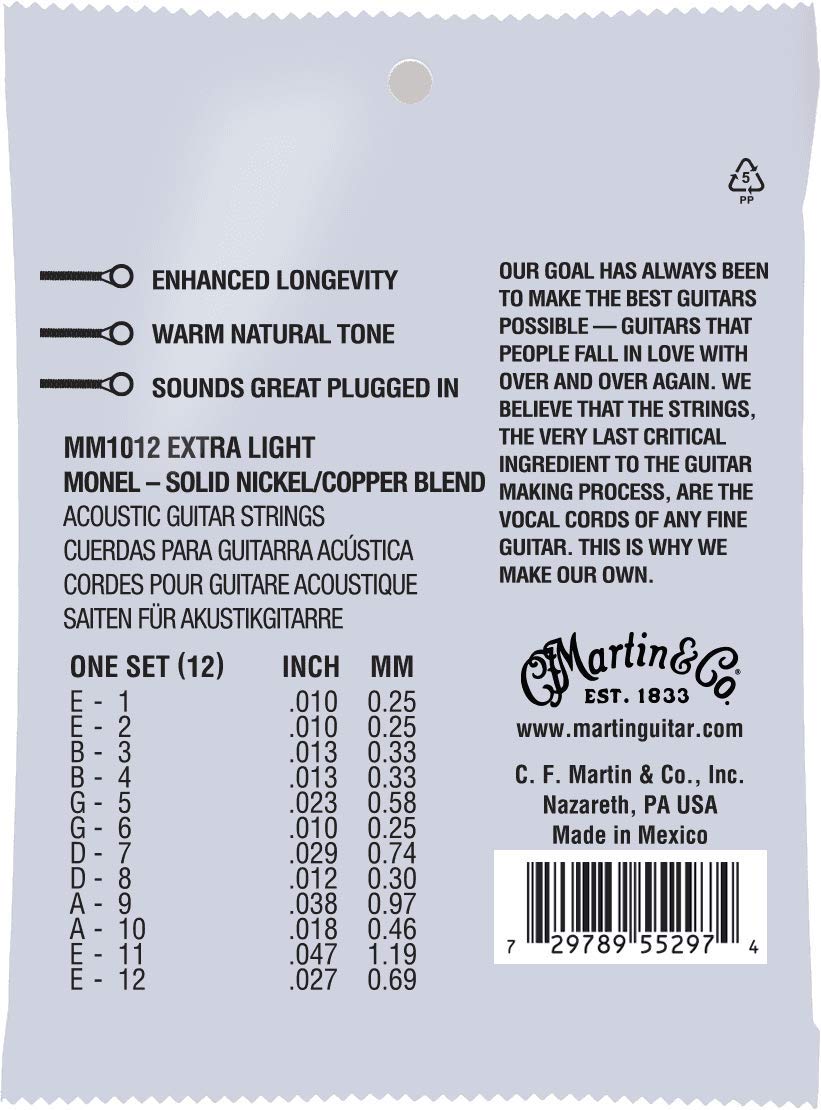 5
PP
ENHANCED LONGEVITY
WARM NATURAL TONE
SOUNDS GREAT PLUGGED IN
MM1012 EXTRA LIGHT
MONEL – SOLID NICKEL/COPPER BLEND
ACOUSTIC GUITAR STRINGS
CUERDAS PARA GUITARRA ACÚSTICA
CORDES POUR GUITARE ACOUSTIQUE
SAITEN FÜR AKUSTIKGITARRE
ONE SET (12) INCH MM
E - 1 .010 0.25
E - 2 .010 0.25
B - 3 .013 0.33
B - 4 .013 0.33
G - 5 .023 0.58
G - 6 .010 0.25
D - 7 .029 0.74
D - 8 .012 0.30
A - 9 .038 0.97
A - 10 .018 0.46
E - 11 .047 1.19
E - 12 .027 0.69
OUR GOAL HAS ALWAYS BEEN
TO MAKE THE BEST GUITARS
POSSIBLE — GUITARS THAT
PEOPLE FALL IN LOVE WITH
OVER AND OVER AGAIN. WE
BELIEVE THAT THE STRINGS,
THE VERY LAST CRITICAL
INGREDIENT TO THE GUITAR
MAKING PROCESS, ARE THE
VOCAL CORDS OF ANY FINE
GUITAR. THIS IS WHY WE
MAKE OUR OWN.
CF Martin & Co.®
EST. 1833
www.martinguitar.com
C. F. Martin & Co., Inc.
Nazareth, PA USA
Made in Mexico
7 29789 55297 4